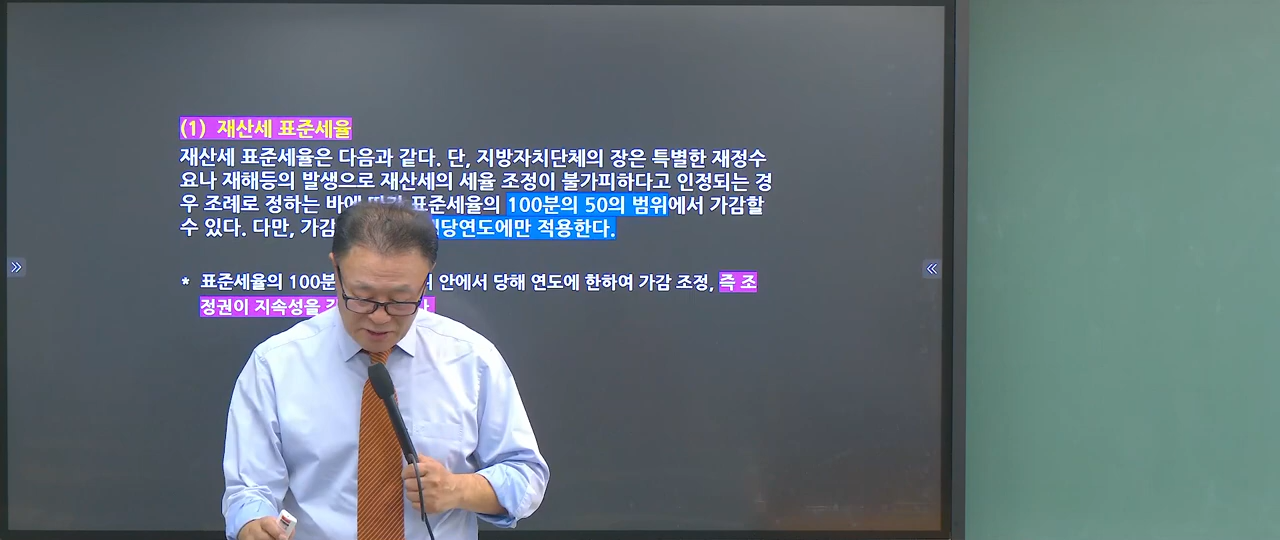 (1) 재산세 표준세율
재산세 표준세율은 다음과 같다. 단, 지방자치단체의 장은 특별한 재정수
요나 재해등의 발생으로 재산세의 세율 조정이 불가피하다고 인정되는 경
우 조례로 정하는 바에 따라 표준세율의 100분의 50의 범위에서 가감할
수 있다. 다만, 가감 당연도에만 적용한다.
* 표준세율의 100분 안에서 당해 연도에 한하여 가감 조정, 즉 조
정권이 지속성을